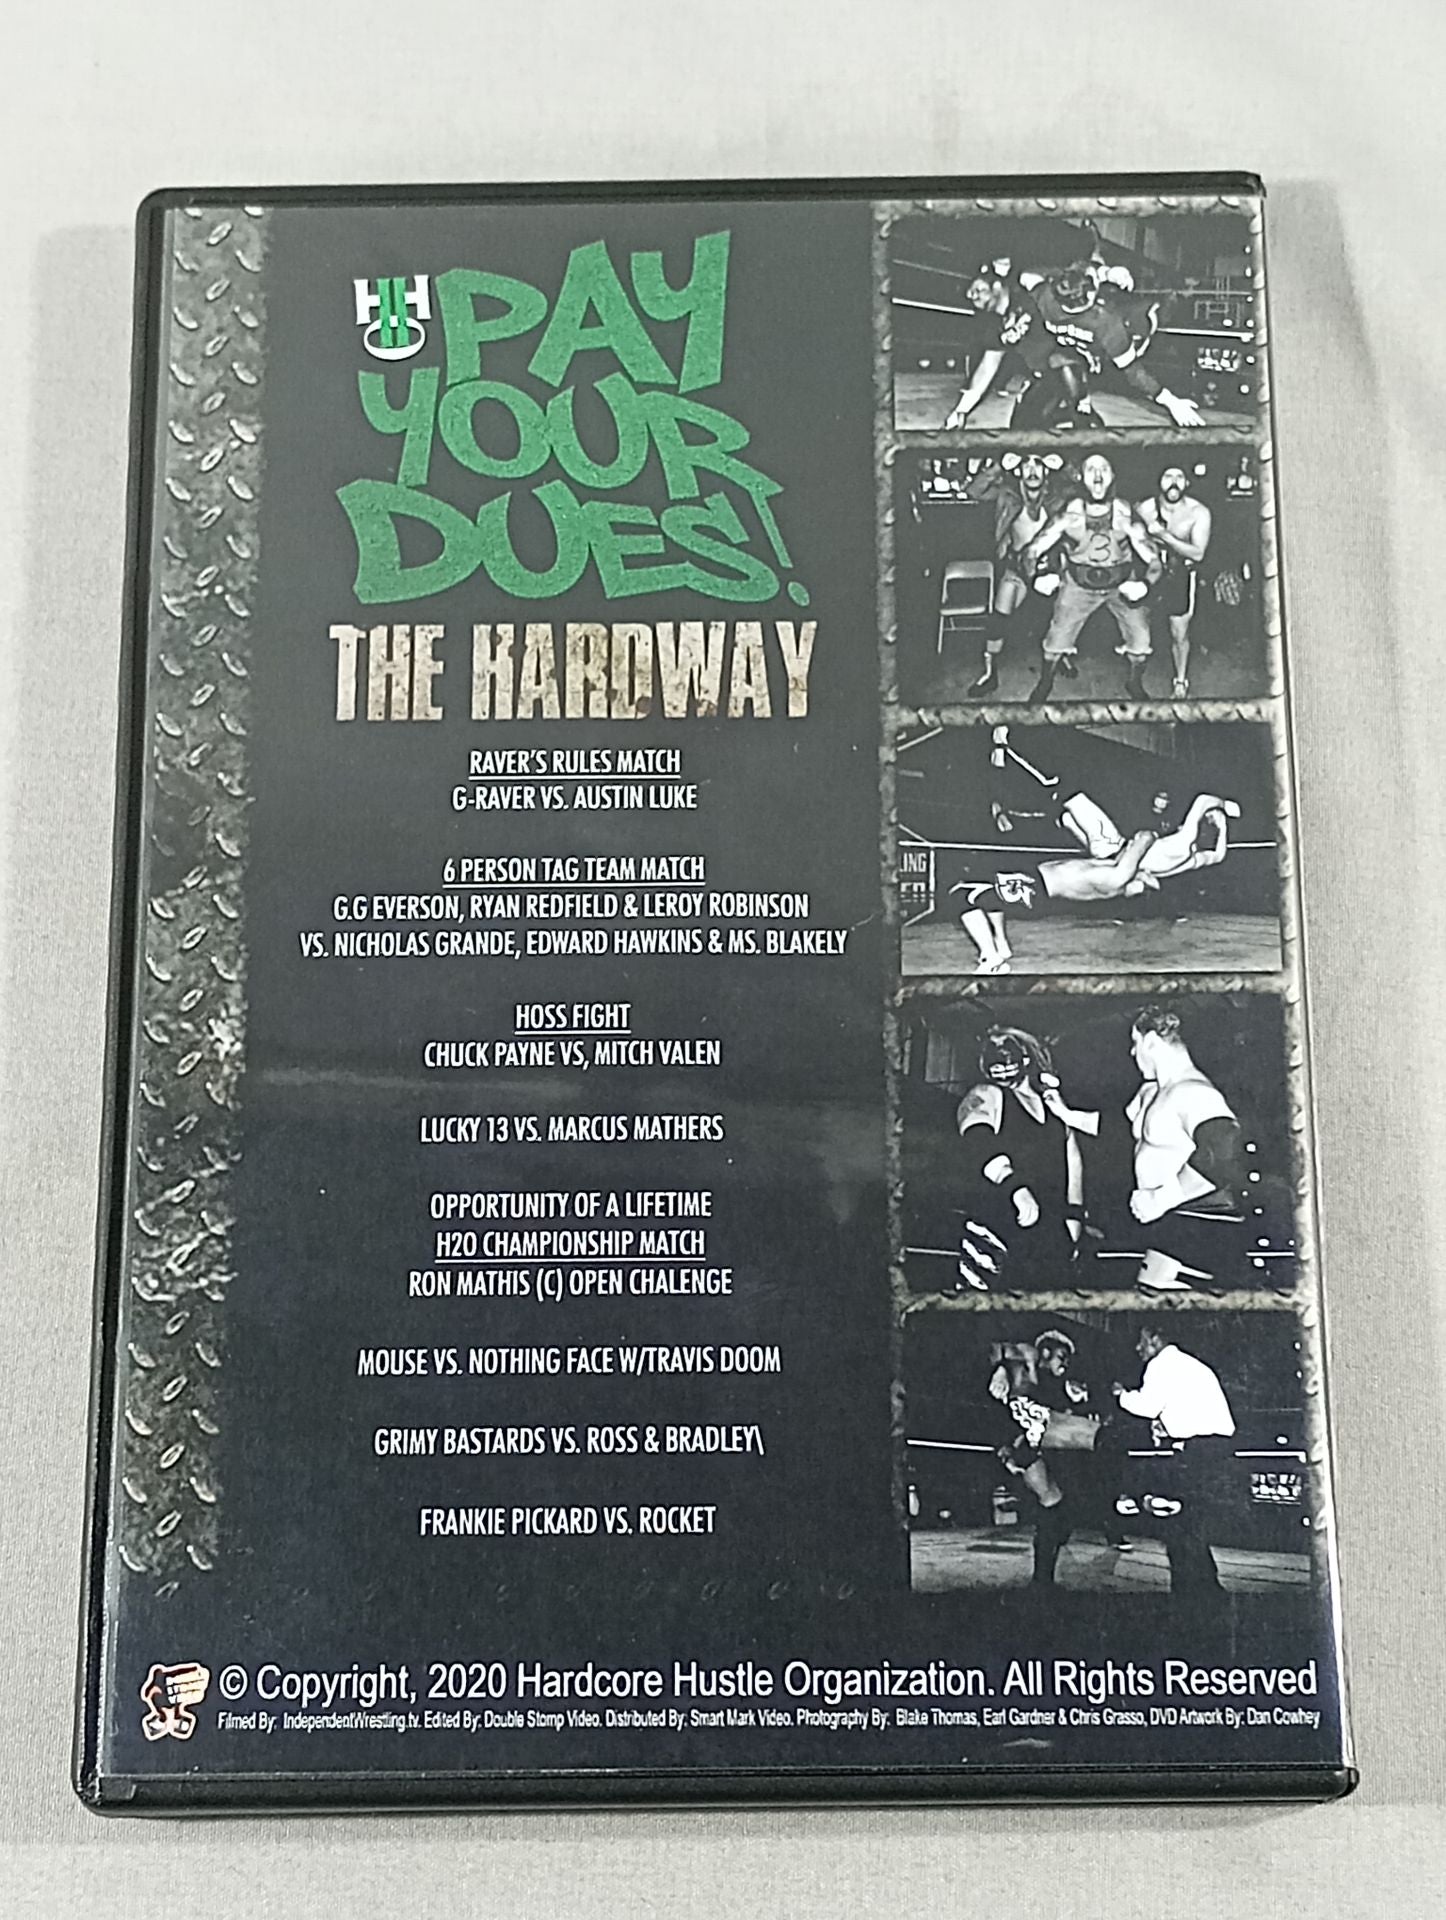 HHO
PAY
YOUR
DUES!
THE HARDWAY
RAVER'S RULES MATCH
G-RAVER VS. AUSTIN LUKE
6 PERSON TAG TEAM MATCH
G.G EVERSON, RYAN REDFIELD & LEROY ROBINSON
VS. NICHOLAS GRANDE, EDWARD HAWKINS & MS. BLAKELY
HOSS FIGHT
CHUCK PAYNE VS, MITCH VALEN
LUCKY 13 VS. MARCUS MATHERS
OPPORTUNITY OF A LIFETIME
H2O CHAMPIONSHIP MATCH
RON MATHIS (C) OPEN CHALENGE
MOUSE VS. NOTHING FACE W/TRAVIS DOOM
GRIMY BASTARDS VS. ROSS & BRADLEY\
FRANKIE PICKARD VS. ROCKET
© Copyright, 2020 Hardcore Hustle Organization. All Rights Reserved
Filmed By: IndependentWrestling.tv. Edited By: Double Stomp Video. Distributed By: Smart Mark Video. Photography By: Blake Thomas, Earl Gardner & Chris Grasso, DVD Artwork By: Dan Cowhey